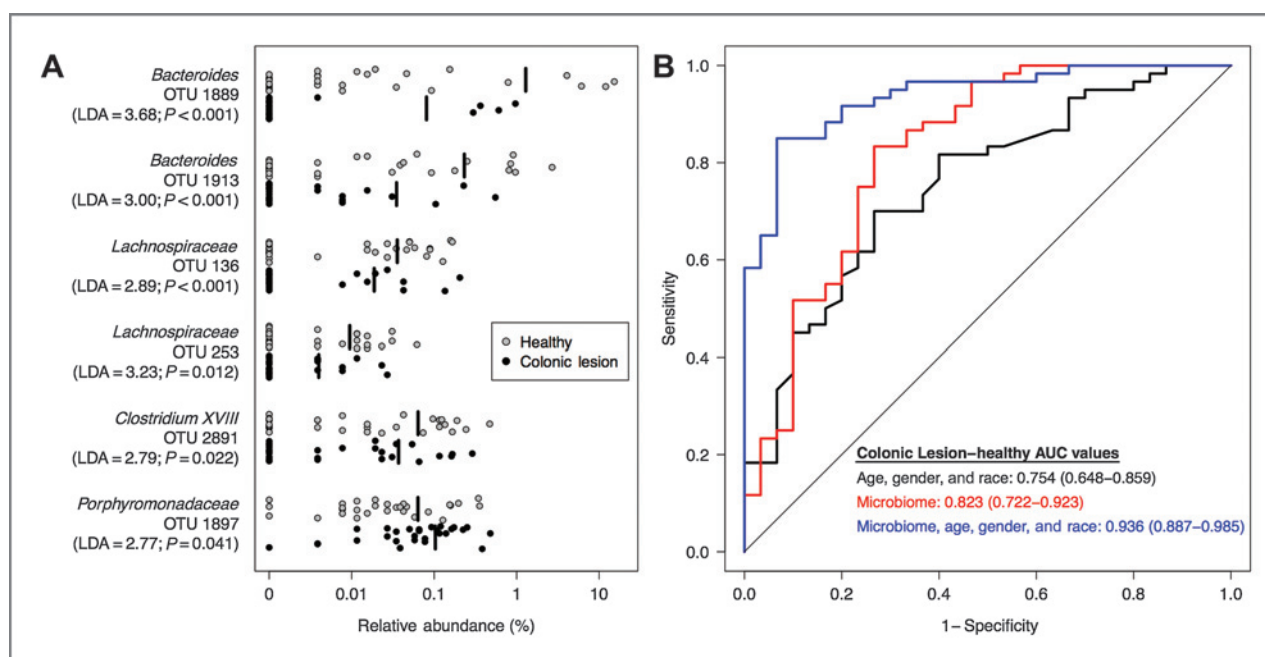 A
Bacteroides
OTU 1889
(LDA = 3.68; P < 0.001)
Bacteroides
OTU 1913
(LDA = 3.00; P < 0.001)
Lachnospiraceae
OTU 136
(LDA = 2.89; P < 0.001)
Lachnospiraceae
OTU 253
(LDA = 3.23; P = 0.012)
Clostridium XVIII
OTU 2891
(LDA = 2.79; P = 0.022)
Porphyromonadaceae
OTU 1897
(LDA = 2.77; P = 0.041)
Healthy
Colonic lesion
0 0.01 0.1 1 10
Relative abundance (%)
B
1.0
0.8
0.6
0.4
0.2
0.0
Sensitivity
Colonic Lesion–healthy AUC values
Age, gender, and race: 0.754 (0.648–0.859)
Microbiome: 0.823 (0.722–0.923)
Microbiome, age, gender, and race: 0.936 (0.887–0.985)
0.0 0.2 0.4 0.6 0.8 1.0
1–Specificity